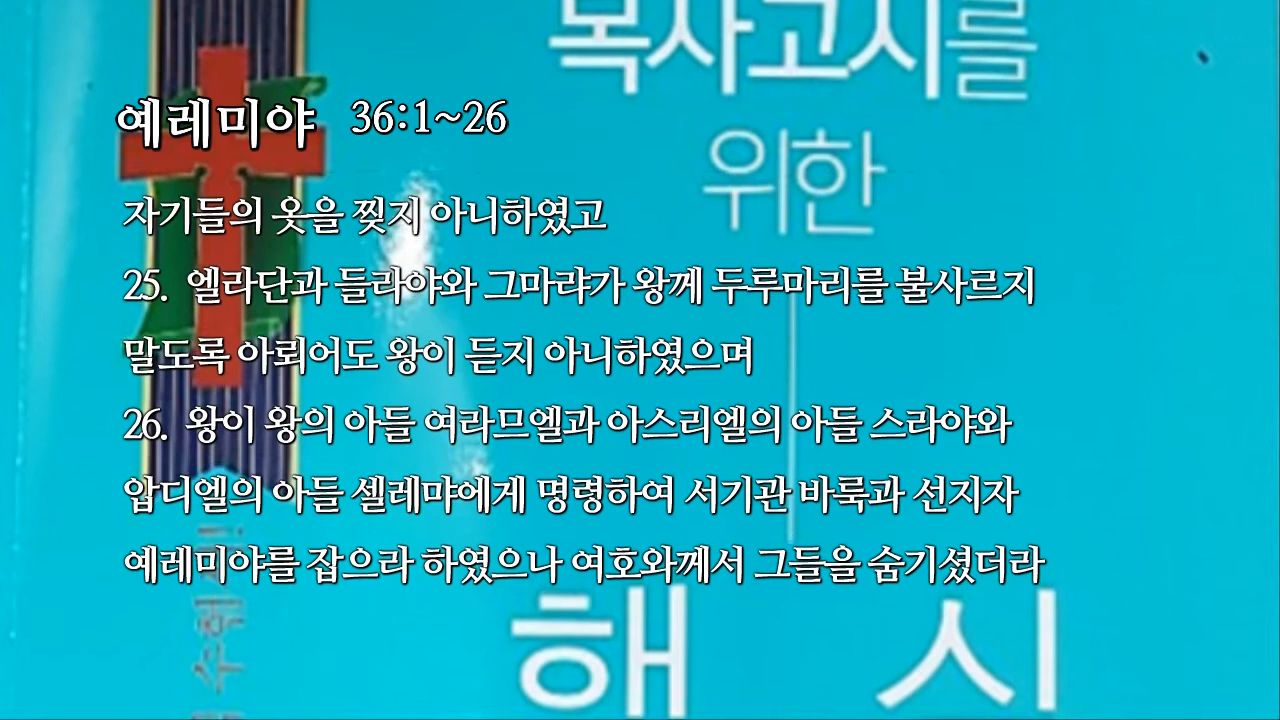 목사고시를
위한
예레미야 36:1~26
자기들의 옷을 찢지 아니하였고
25. 엘라단과 들라야와 그마랴가 왕께 두루마리를 불사르지
말도록 아뢰어도 왕이 듣지 아니하였으며
26. 왕이 왕의 아들 여라므엘과 아스리엘의 아들 스라야와
압디엘의 아들 셀레먀에게 명령하여 서기관 바룩과 선지자
예레미야를 잡으라 하였으나 여호와께서 그들을 숨기셨더라
해